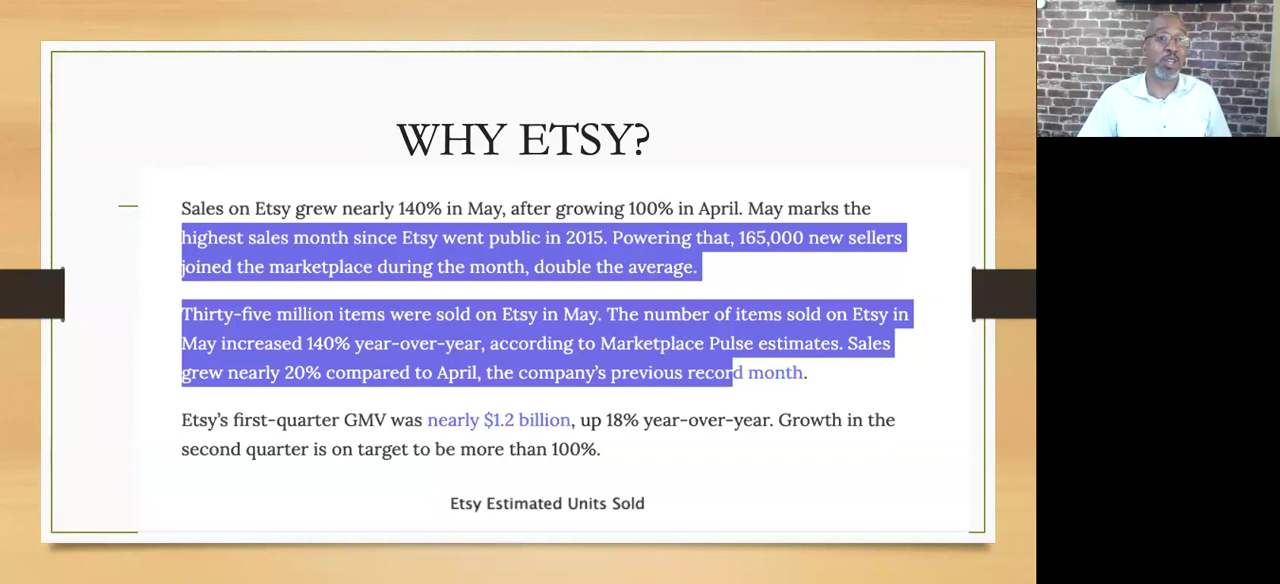 WHY ETSY?
Sales on Etsy grew nearly 140% in May, after growing 100% in April. May marks the
highest sales month since Etsy went public in 2015. Powering that, 165,000 new sellers
joined the marketplace during the month, double the average.
Thirty-five million items were sold on Etsy in May. The number of items sold on Etsy in
May increased 140% year-over-year, according to Marketplace Pulse estimates. Sales
grew nearly 20% compared to April, the company’s previous record month.
Etsy’s first-quarter GMV was nearly $1.2 billion, up 18% year-over-year. Growth in the
second quarter is on target to be more than 100%.
Etsy Estimated Units Sold